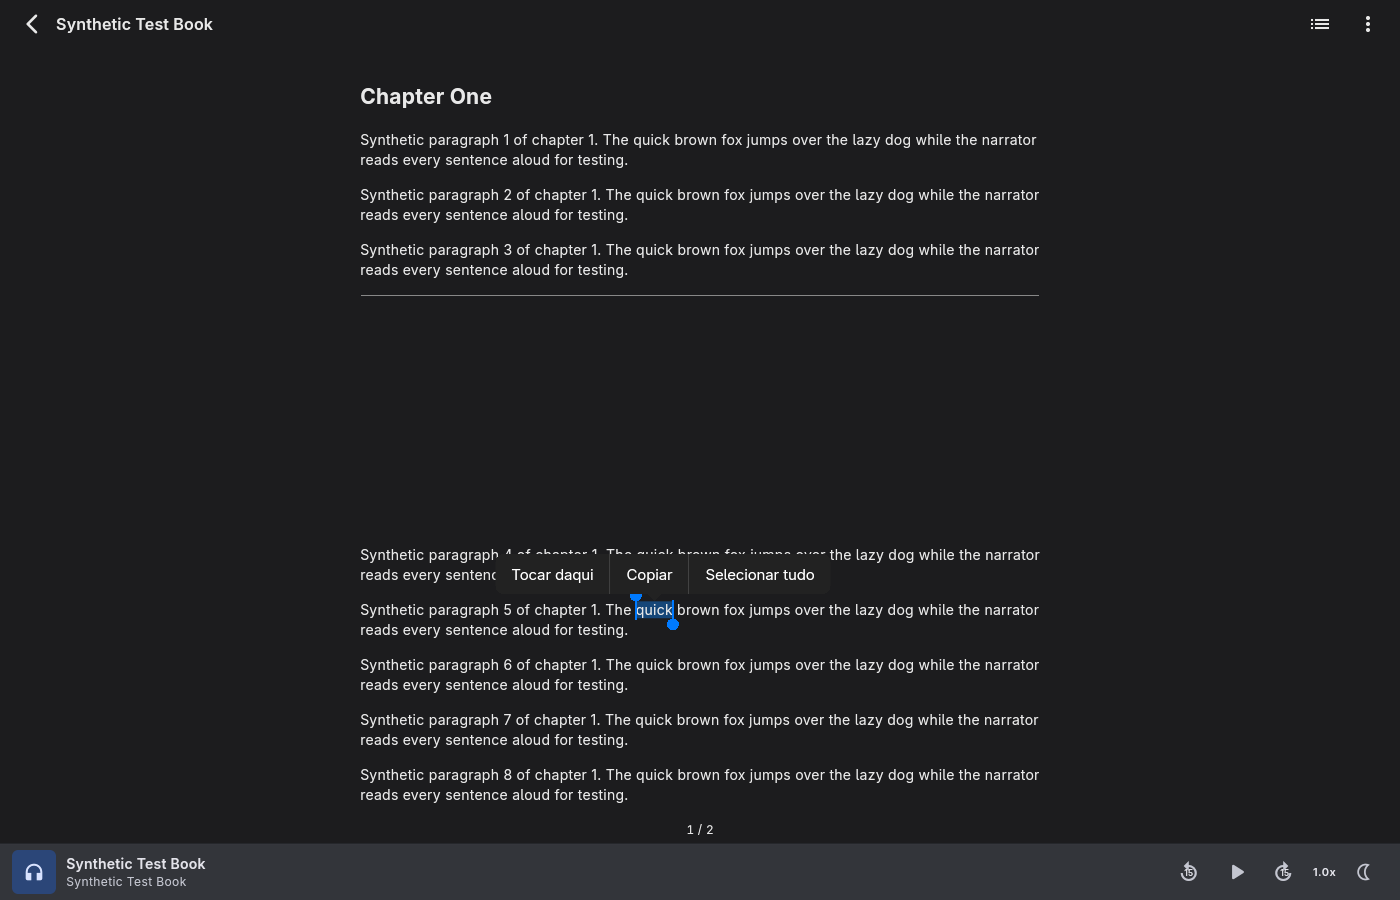 Synthetic Test Book
Chapter One
Synthetic paragraph 1 of chapter 1. The quick brown fox jumps over the lazy dog while the narrator
reads every sentence aloud for testing.
Synthetic paragraph 2 of chapter 1. The quick brown fox jumps over the lazy dog while the narrator
reads every sentence aloud for testing.
Synthetic paragraph 3 of chapter 1. The quick brown fox jumps over the lazy dog while the narrator
reads every sentence aloud for testing.
Synthetic paragraph 4 of chapter 1. The quick brown fox jumps over the lazy dog while the narrator
reads every
Tocar daqui
Copiar
Selecionar tudo
Synthetic paragraph 5 of chapter 1. The quick brown fox jumps over the lazy dog while the narrator
reads every sentence aloud for testing.
Synthetic paragraph 6 of chapter 1. The quick brown fox jumps over the lazy dog while the narrator
reads every sentence aloud for testing.
Synthetic paragraph 7 of chapter 1. The quick brown fox jumps over the lazy dog while the narrator
reads every sentence aloud for testing.
Synthetic paragraph 8 of chapter 1. The quick brown fox jumps over the lazy dog while the narrator
reads every sentence aloud for testing.
1 / 2
Synthetic Test Book
Synthetic Test Book
15
15
1.0x